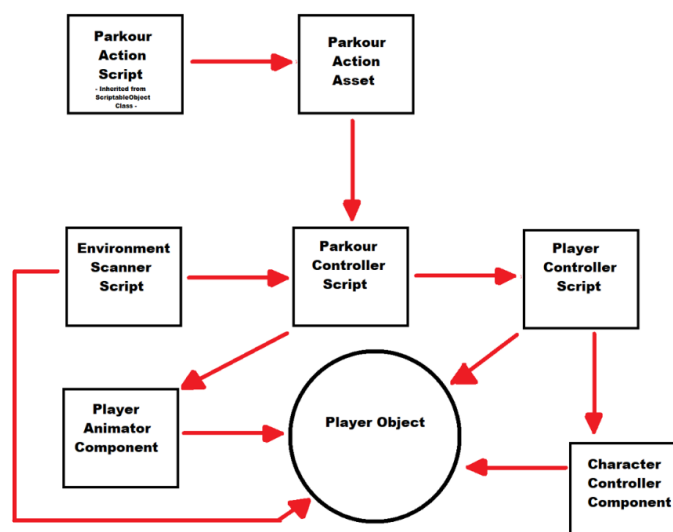 Parkour
Action
Script
- Inherited from
ScriptableObject
Class -
Parkour
Action
Asset
Environment
Scanner
Script
Parkour
Controller
Script
Player
Controller
Script
Player
Animator
Component
Player Object
Character
Controller
Component